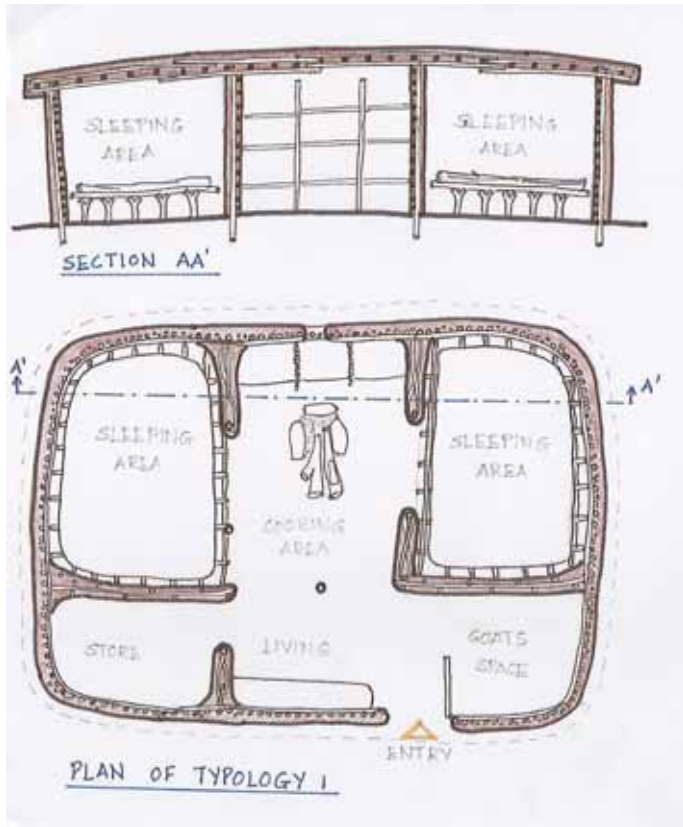 SLEEPING
AREA
SLEEPING
AREA
SECTION AA'
A'
A'
SLEEPING
AREA
SLEEPING
AREA
COOKING
AREA
STORE
LIVING
GOATS
SPACE
ENTRY
PLAN OF TYPOLOGY 1